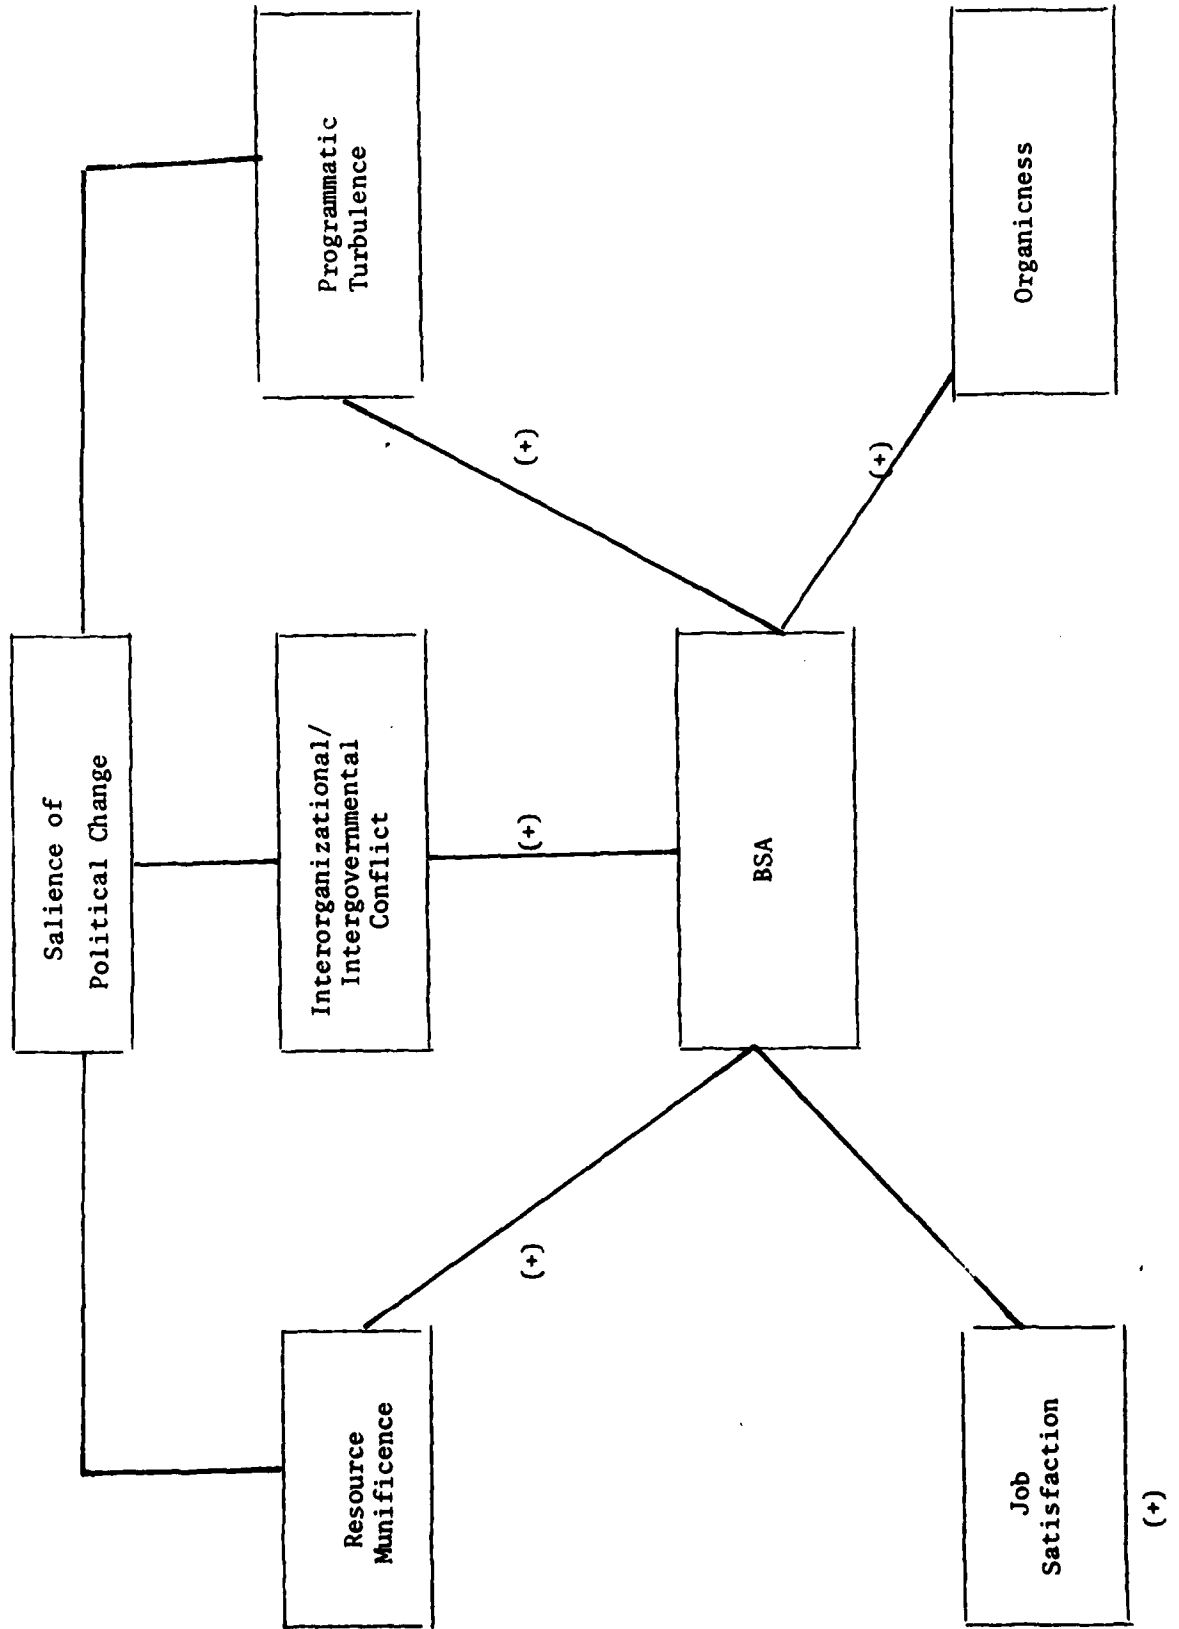 Salience of
Political Change
Resource
Munificence
Interorganizational/
Intergovernmental
Conflict
Programmatic
Turbulence
(+)
(+)
(+)
BSA
(+)
Job
Satisfaction
Organicness
(+)